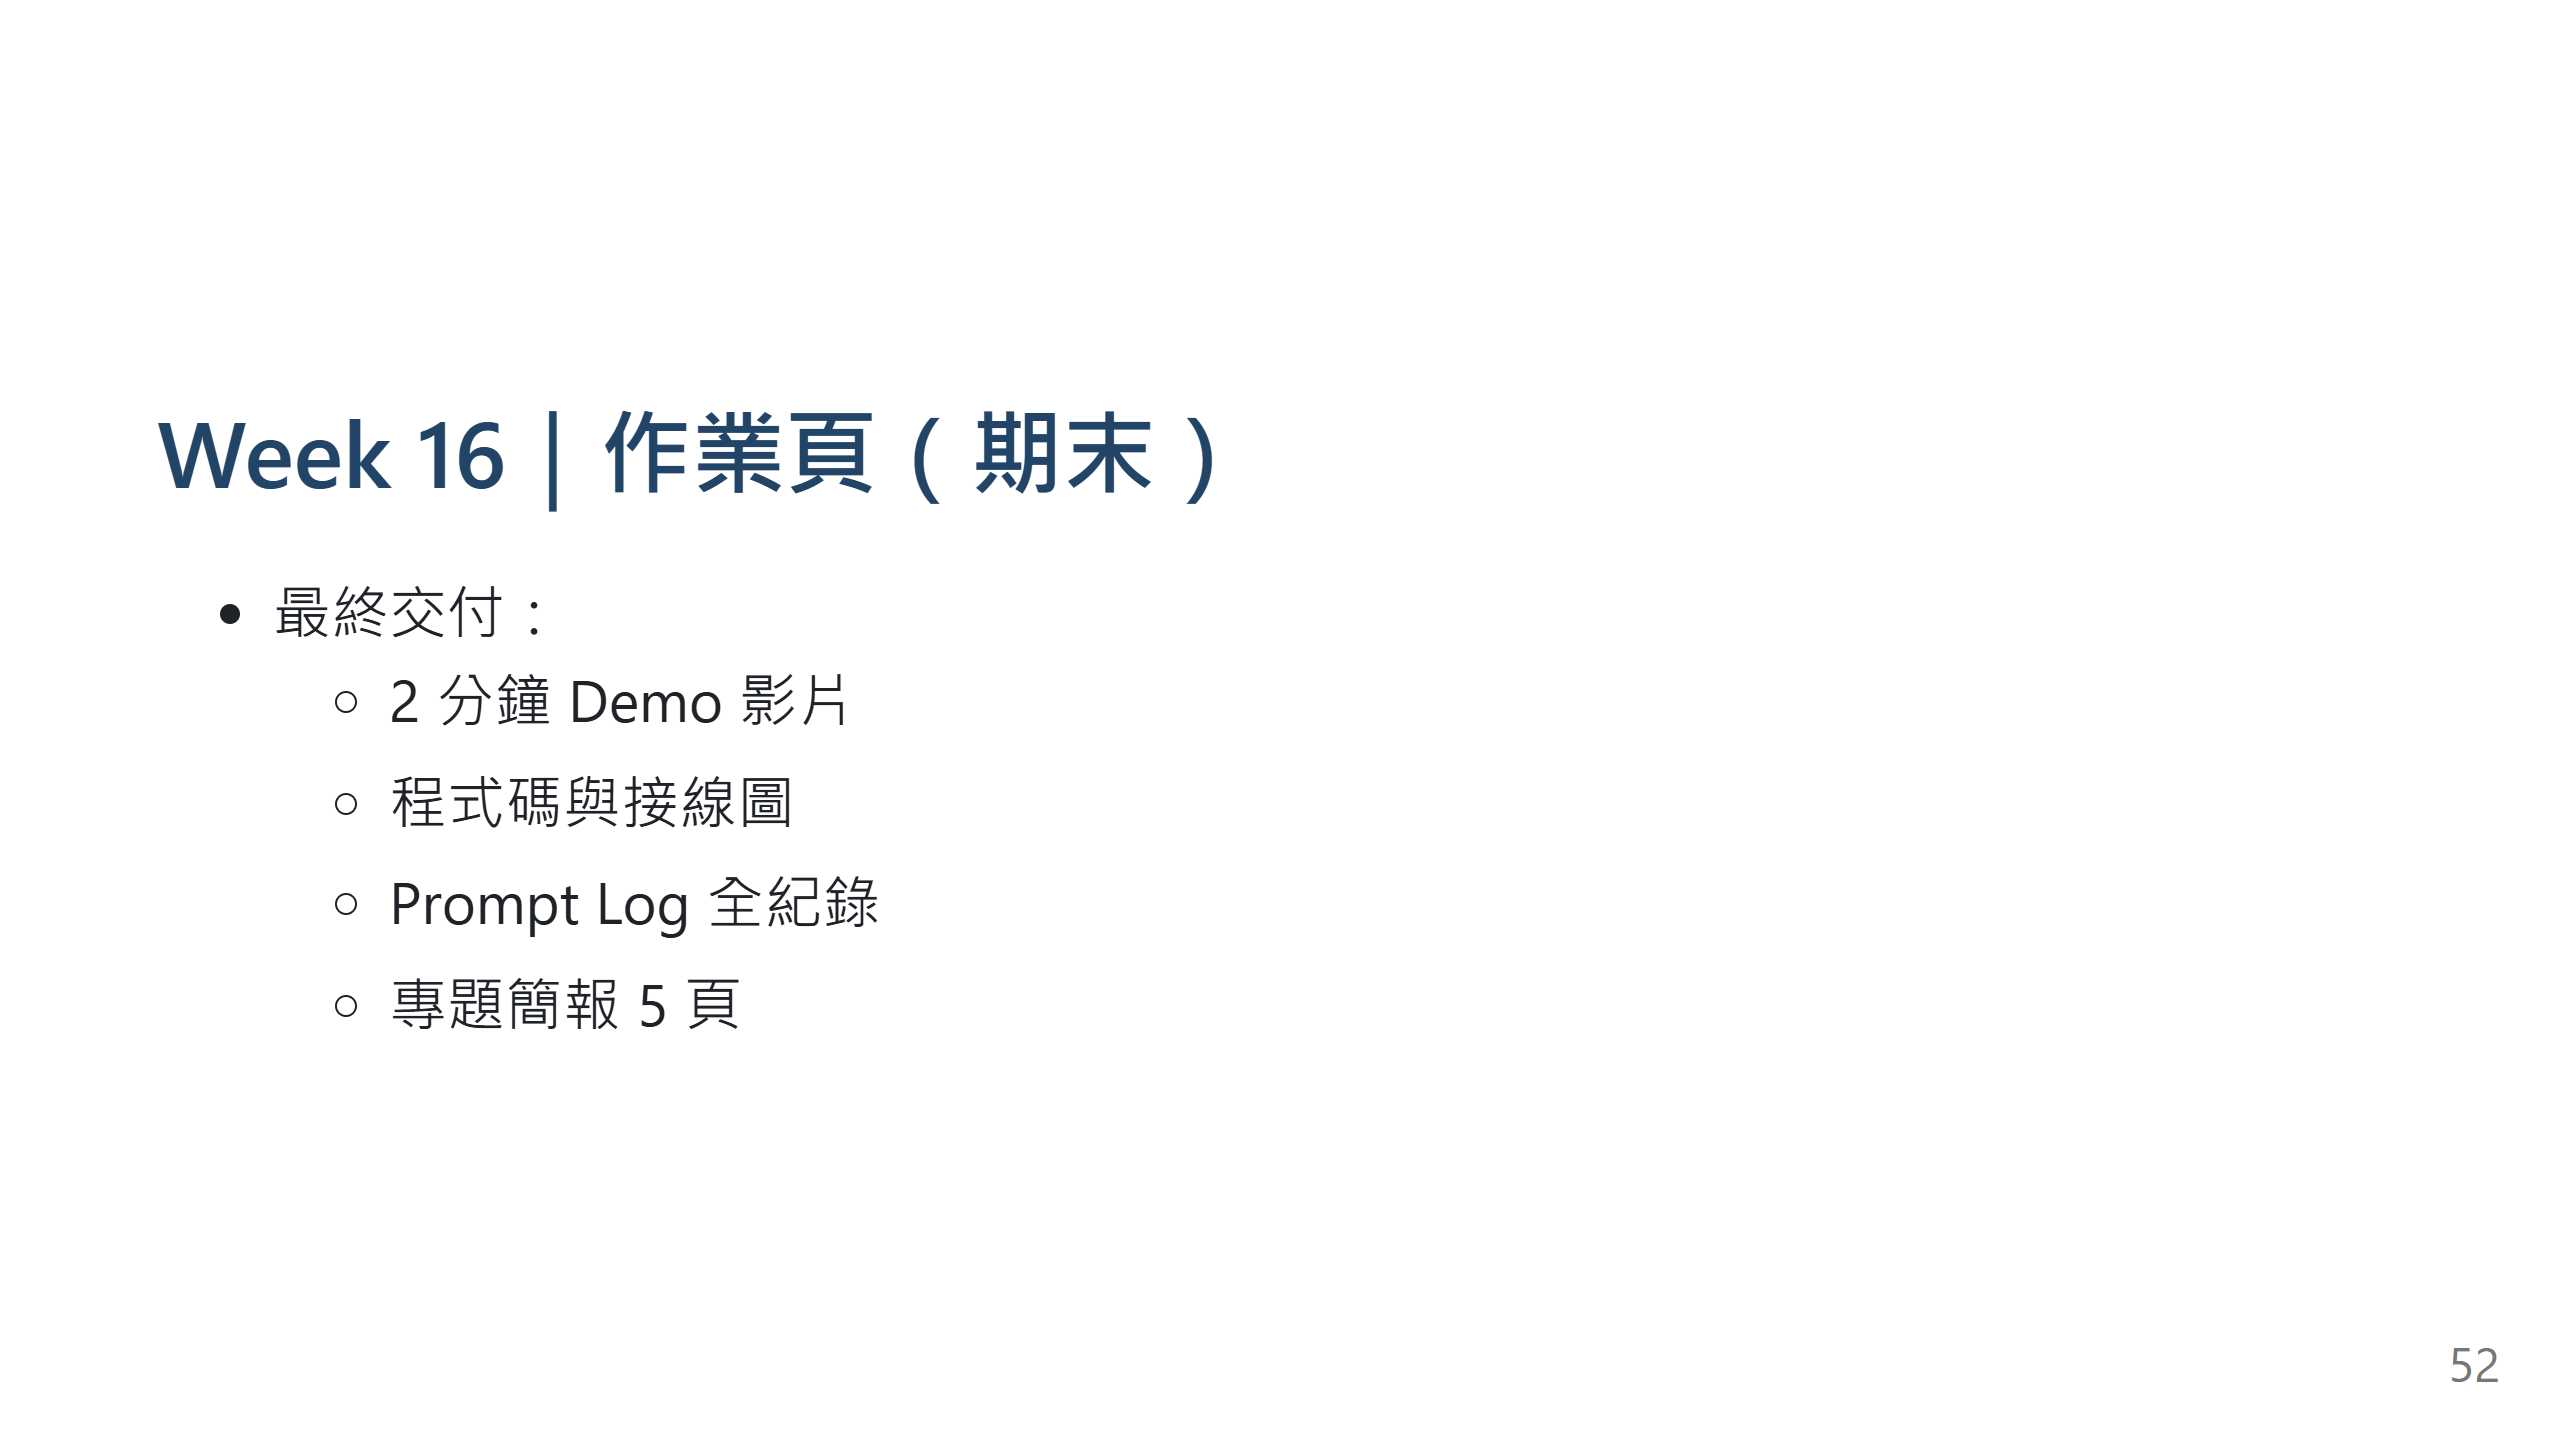 Week 16｜作業頁（期末）
• 最終交付：
○ 2 分鐘 Demo 影片
○ 程式碼與接線圖
○ Prompt Log 全紀錄
○ 專題簡報 5 頁
52